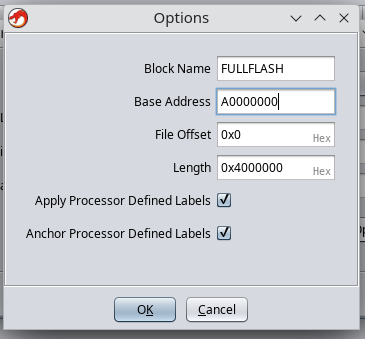 Options
Block Name FULLFLASH
Base Address A0000000
File Offset 0x0 Hex
Length 0x4000000 Hex
Apply Processor Defined Labels
Anchor Processor Defined Labels
OK Cancel